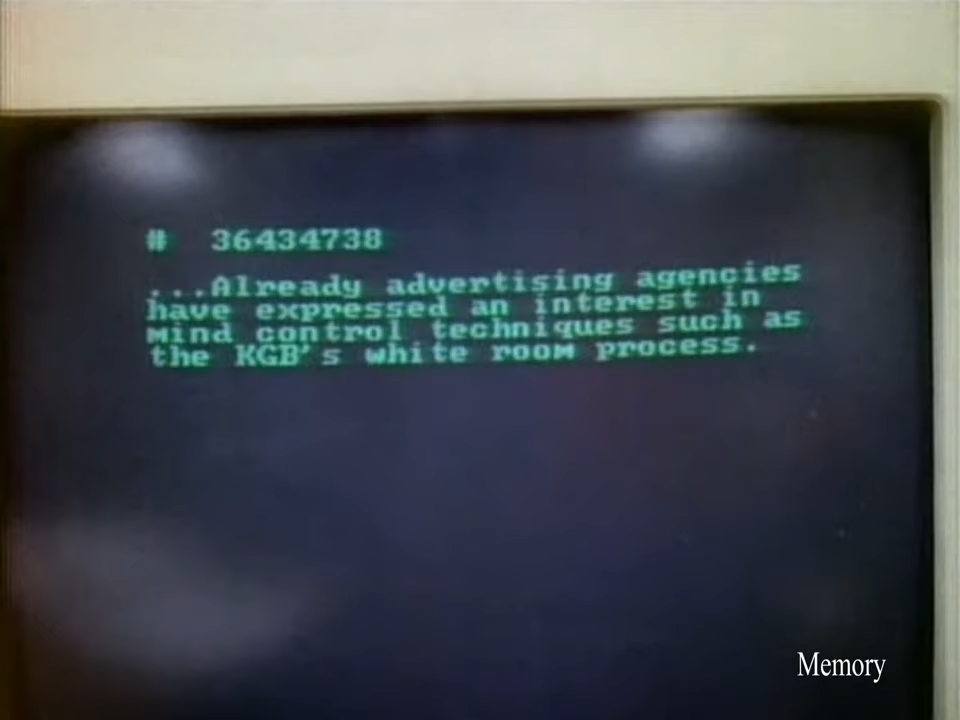 # 36434738
...Already advertising agencies
have expressed an interest in
mind control techniques such as
the KGB's white room process.
Memory